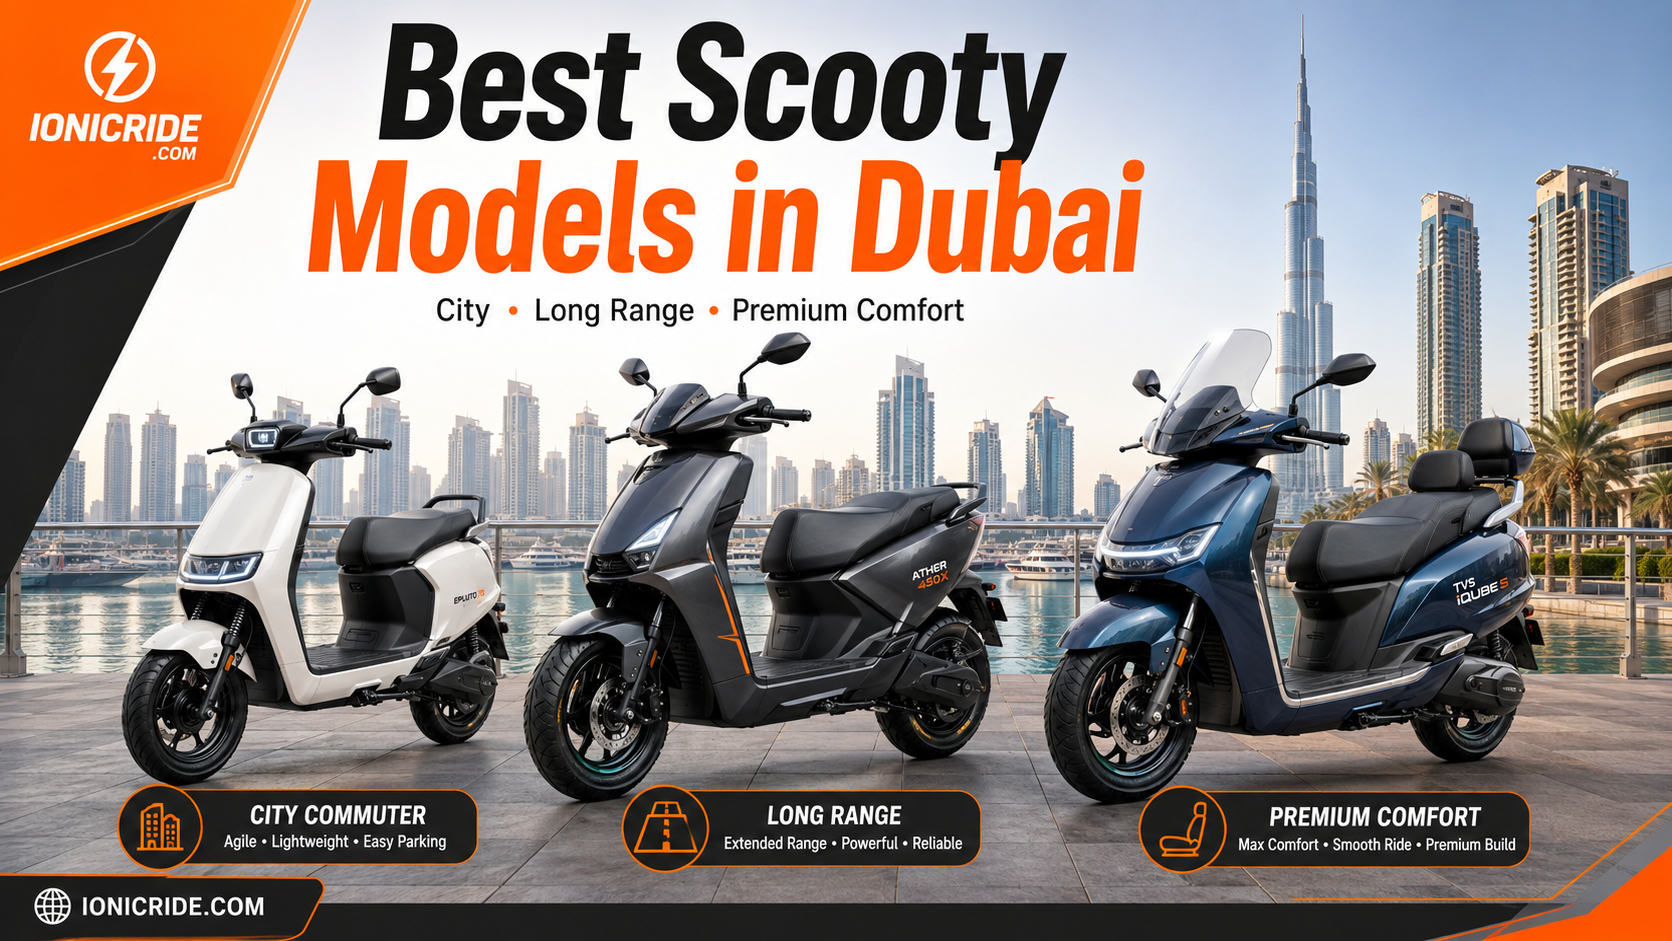 IONICRIDE
.COM
Best Scooty
Models in Dubai
City • Long Range • Premium Comfort
EPLUTO
ATHER
450X
TVS
iQUBE S
CITY COMMUTER
Agile • Lightweight • Easy Parking
LONG RANGE
Extended Range • Powerful • Reliable
PREMIUM COMFORT
Max Comfort • Smooth Ride • Premium Build
IONICRIDE.COM